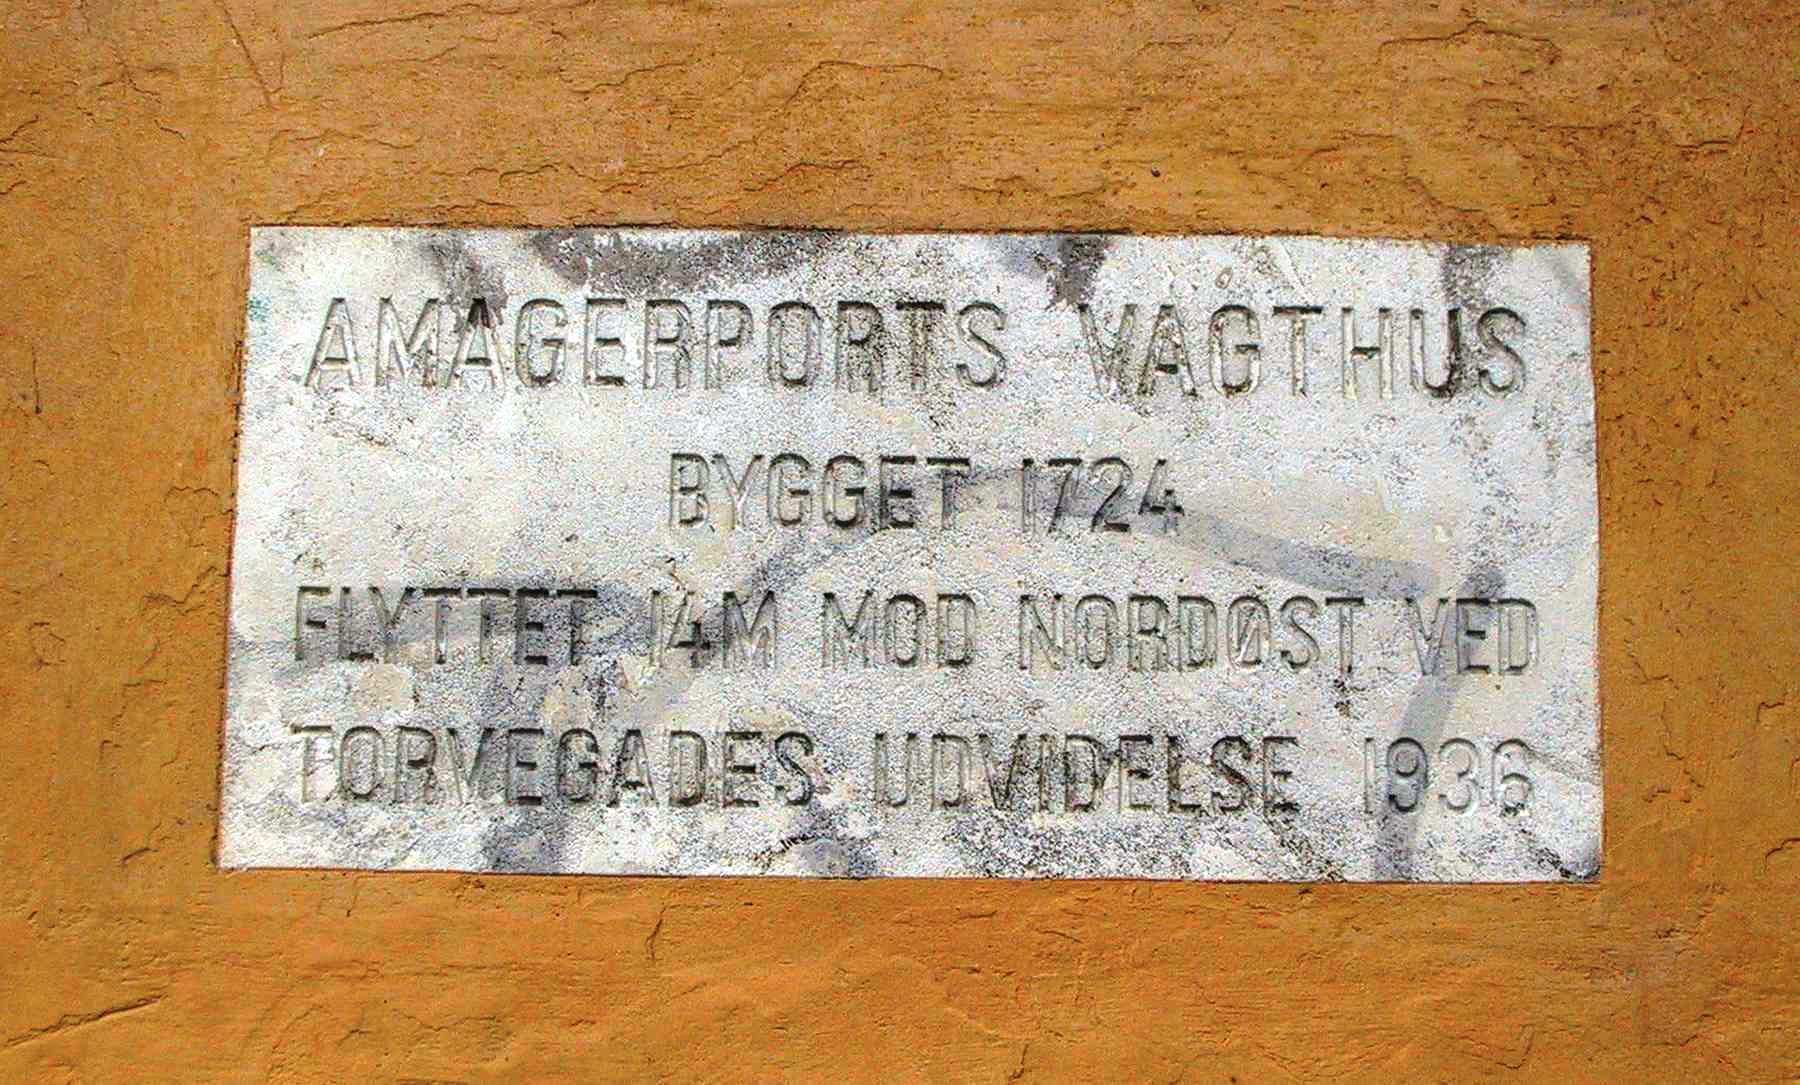 AMAGERPORTS VAGTHUS
BYGGET 1724
FLYTTET 14M MOD NORDØST VED
TORVEGADES UDVIDELSE 1936